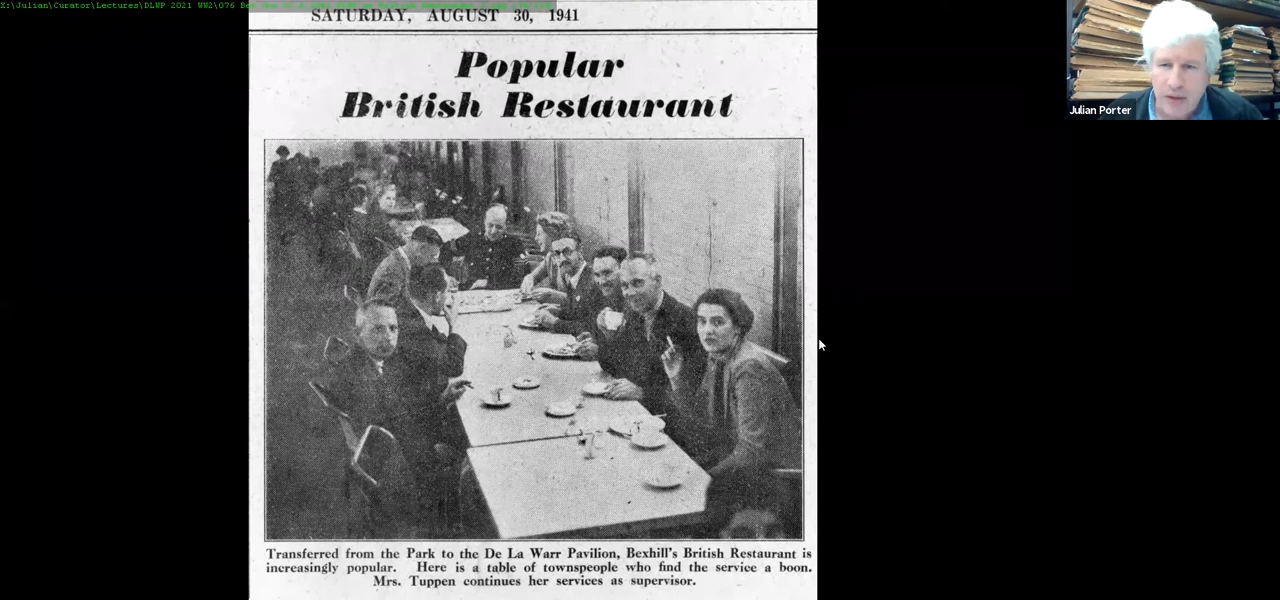 SATURDAY, AUGUST 30, 1941
Popular
British Restaurant
Julian Porter
Transferred from the Park to the De La Warr Pavilion, Bexhill's British Restaurant is
increasingly popular. Here is a table of townspeople who find the service a boon.
Mrs. Tuppen continues her services as supervisor.